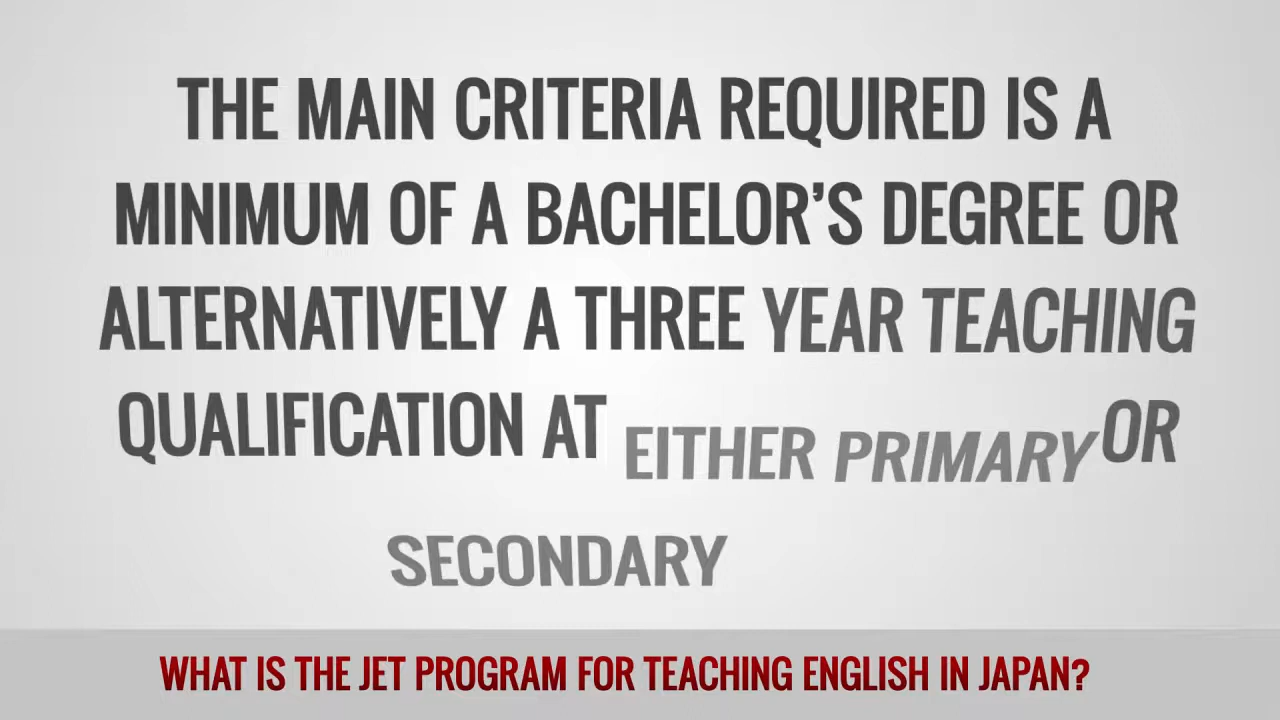 THE MAIN CRITERIA REQUIRED IS A
MINIMUM OF A BACHELOR’S DEGREE OR
ALTERNATIVELY A THREE YEAR TEACHING
QUALIFICATION AT EITHER PRIMARY OR
SECONDARY
WHAT IS THE JET PROGRAM FOR TEACHING ENGLISH IN JAPAN?